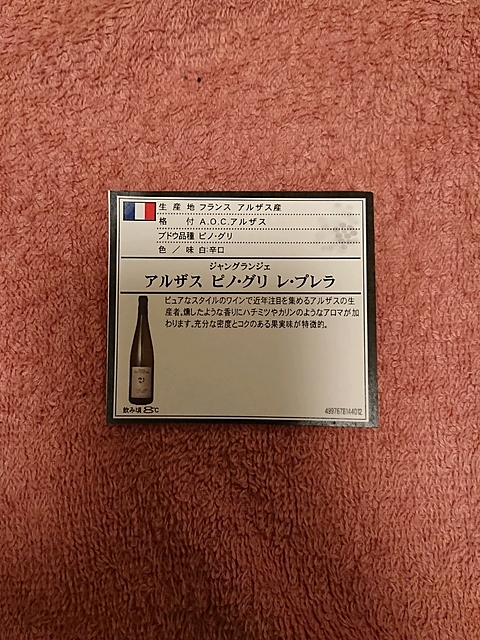 生産地 フランス アルザス産
格付 A.O.C.アルザス
ブドウ品種 ピノ・グリ
色／味 白:辛口
ジャングランジェ
アルザス ピノ・グリ レ・プレラ
ピュアなスタイルのワインで近年注目を集めるアルザスの生
産者。燻したような香りにハチミツやカリンのようなアロマが加
わります。充分な密度とコクのある果実味が特徴的。
飲み頃 8℃
4997678144012